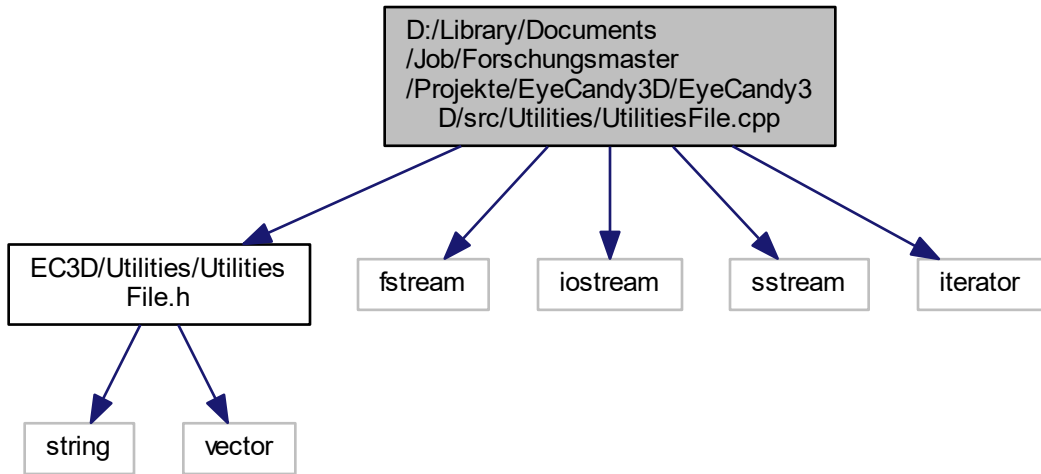 D:/Library/Documents
/Job/Forschungsmaster
/Projekte/EyeCandy3D/EyeCandy3
D/src/Utilities/UtilitiesFile.cpp
EC3D/Utilities/Utilities
File.h
fstream
iostream
sstream
iterator
string
vector